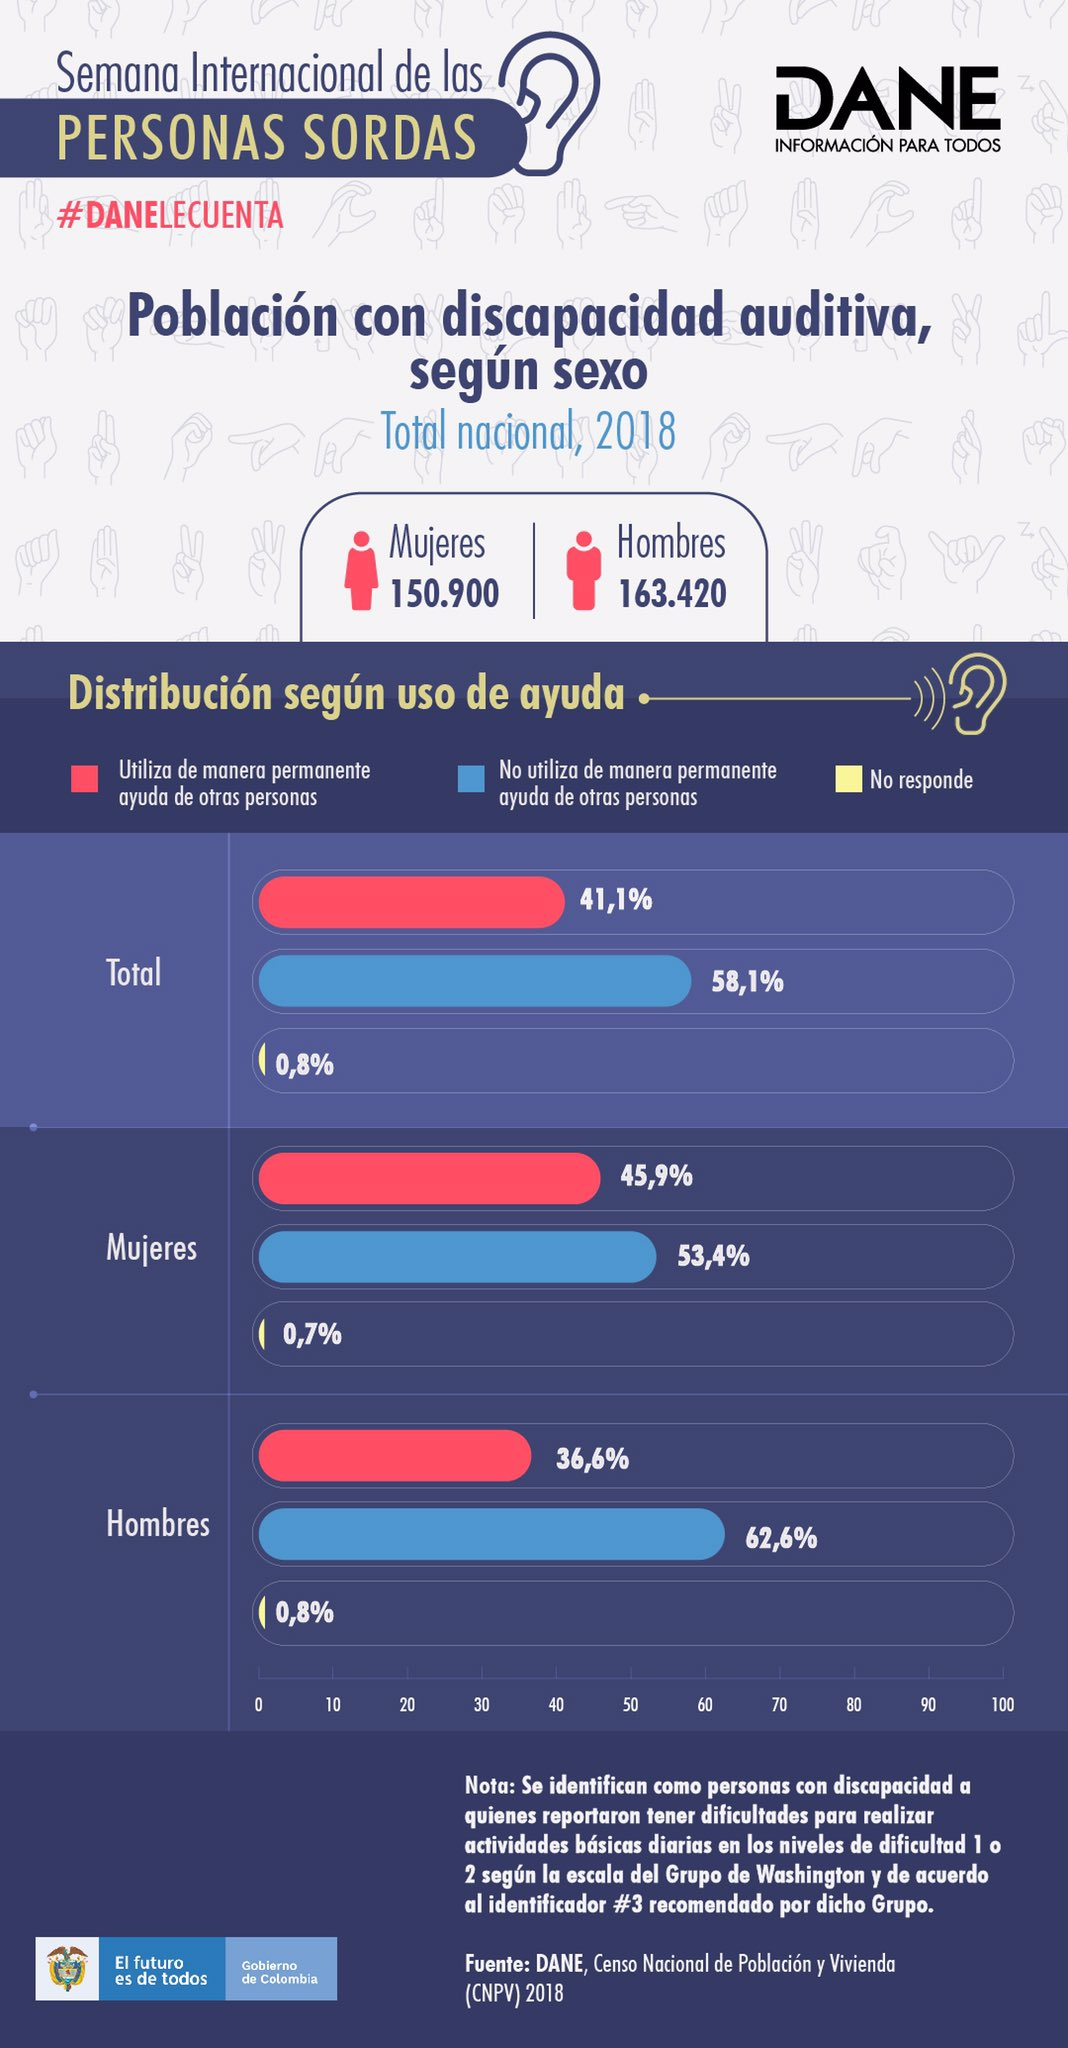 Semana Internacional de las
PERSONAS SORDAS
#DANELECUENTA
DANE
INFORMACIÓN PARA TODOS
Población con discapacidad auditiva,
según sexo
Total nacional, 2018
Mujeres
150.900
Hombres
163.420
Z
Z
Distribución según uso de ayuda
Utiliza de manera permanente
ayuda de otras personas
No utiliza de manera permanente
ayuda de otras personas
No responde
Total
41,1%
58,1%
0,8%
Mujeres
45,9%
53,4%
0,7%
Hombres
36,6%
62,6%
0,8%
0 10 20 30 40 50 60 70 80 90 100
Nota: Se identifican como personas con discapacidad a
quienes reportaron tener dificultades para realizar
actividades básicas diarias en los niveles de dificultad 1 o
2 según la escala del Grupo de Washington y de acuerdo
al identificador #3 recomendado por dicho Grupo.
Fuente: DANE, Censo Nacional de Población y Vivienda
(CNPV) 2018
El futuro
es de todos
Gobierno
de Colombia